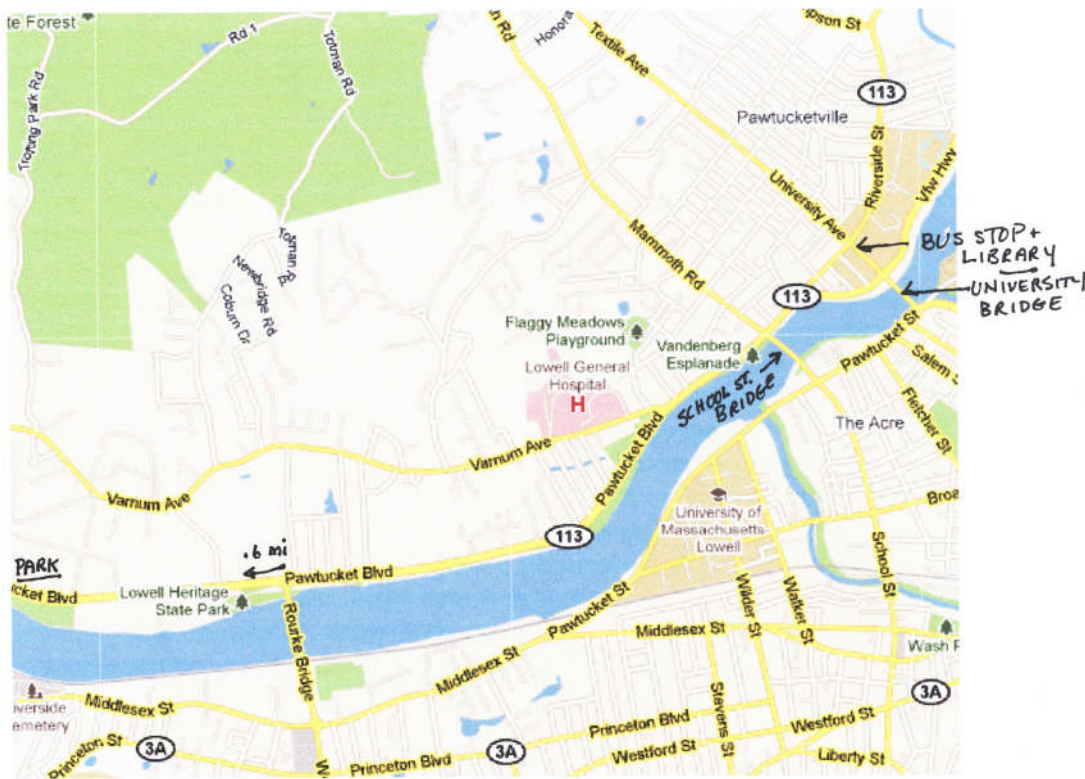 te Forest
Rd 1
Totman Rd
Trotting Park Rd
Honora
Textile Ave
pson St
113
Pawtucketville
Riverside St
Vfw Hwy
University Ave
Mammoth Rd
BUS STOP +
LIBRARY
UNIVERSITY
BRIDGE
Totman Rd
Newbridge Rd
Coburn Dr
113
Flaggy Meadows
Playground
Vandenberg
Esplanade
Pawtucket St
Salem S
Lowell General
Hospital
H
SCHOOL ST.
BRIDGE
Fletcher St
The Acre
Varnum Ave
Pawtucket Blvd
Varnum Ave
University of
Massachusetts-
Lowell
Broa
113
.6 mi
PARK
ucket Blvd
Pawtucket Blvd
Lowell Heritage
State Park
School St
Rourke Bridge
Pawtucket St
Wilder St
Walker St
Middlesex St
Wash P
Middlesex St
iverside
emetery
Middlesex St
Stevens St
3A
Princeton Blvd
Westford St
Princeton St
3A
3A
Princeton Blvd
Westford St
Liberty St